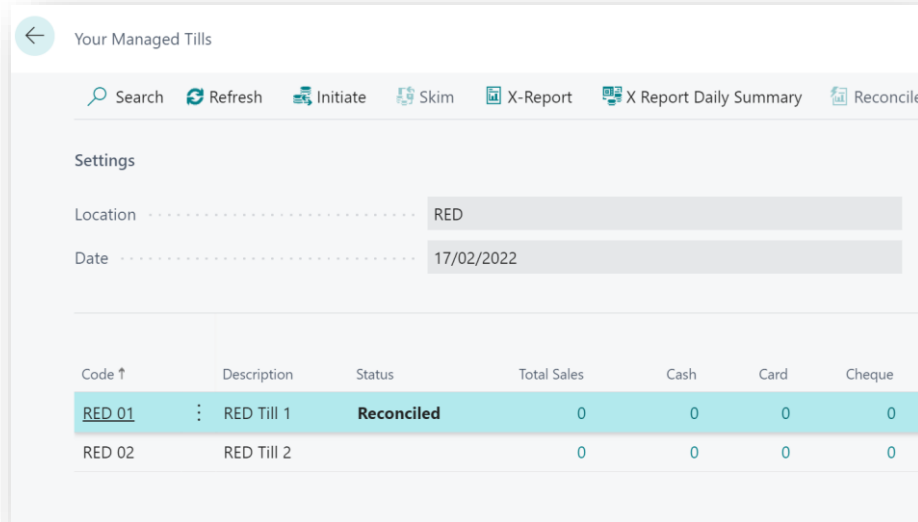 Your Managed Tills
Search Refresh Initiate Skim X-Report X Report Daily Summary Reconcile
Settings
Location RED
Date 17/02/2022
Code ↑ Description Status Total Sales Cash Card Cheque
RED 01 RED Till 1 Reconciled 0 0 0 0
RED 02 RED Till 2 0 0 0 0